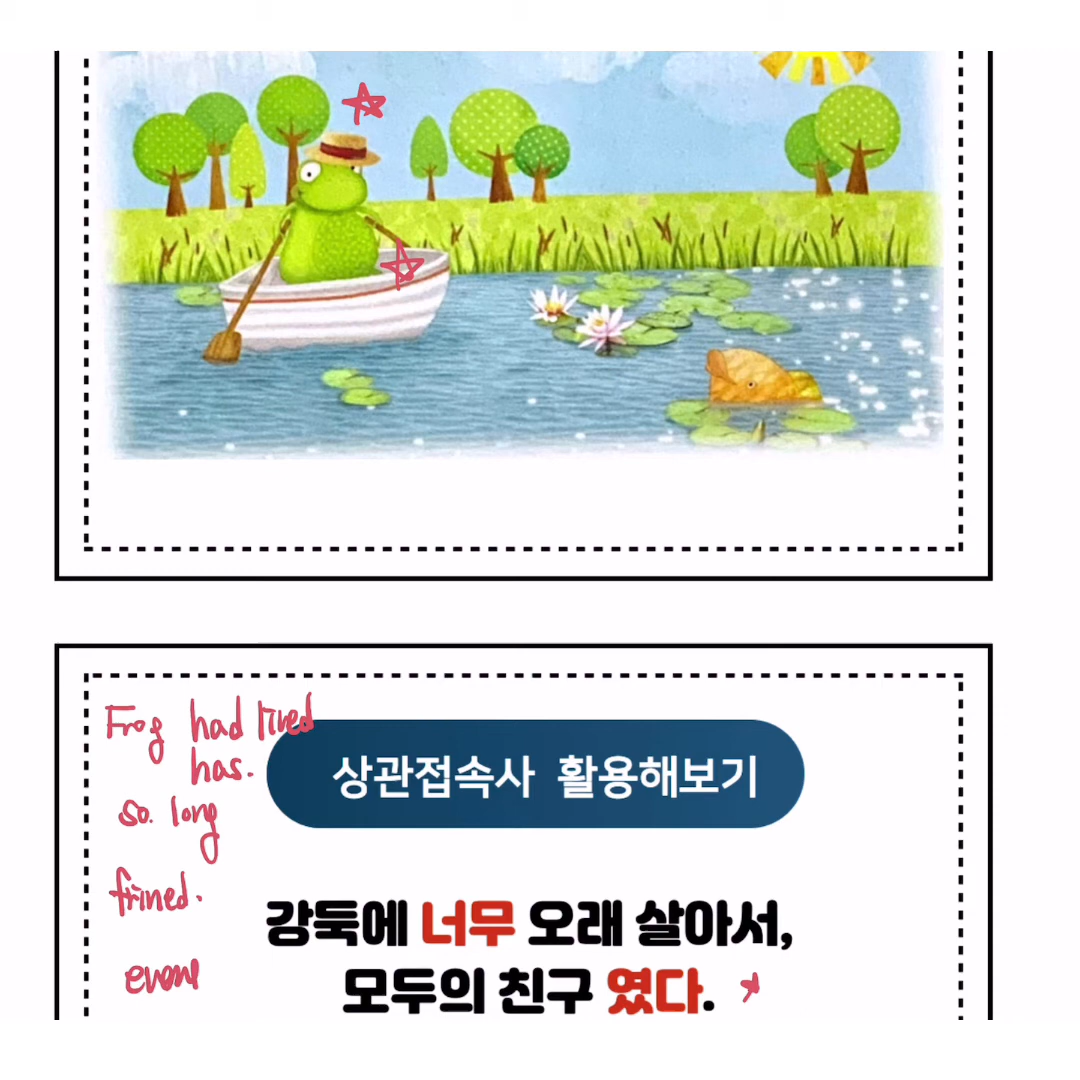 Frog had lived
has.
상관접속사 활용해보기
so. long
frined.
강둑에 너무 오래 살아서,
모두의 친구 였다.